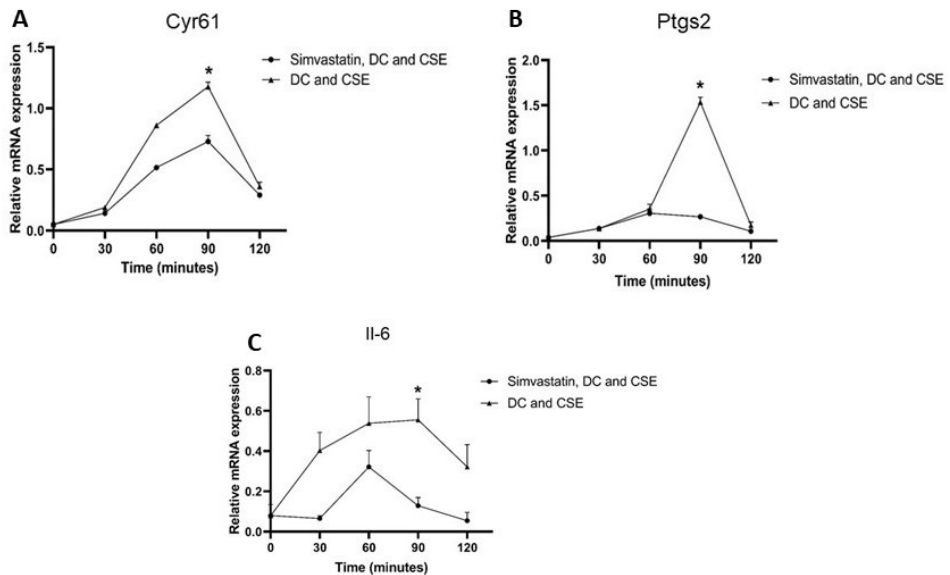 A
Cyr61
Relative mRNA expression
1.5
1.0
0.5
0.0
*
0 30 60 90 120
Time (minutes)
Simvastatin, DC and CSE
DC and CSE
B
Ptgs2
Relative mRNA expression
2.0
1.5
1.0
0.5
0.0
*
0 30 60 90 120
Time (minutes)
Simvastatin, DC and CSE
DC and CSE
C
Il-6
Relative mRNA expression
0.8
0.6
0.4
0.2
0.0
*
0 30 60 90 120
Time (minutes)
Simvastatin, DC and CSE
DC and CSE